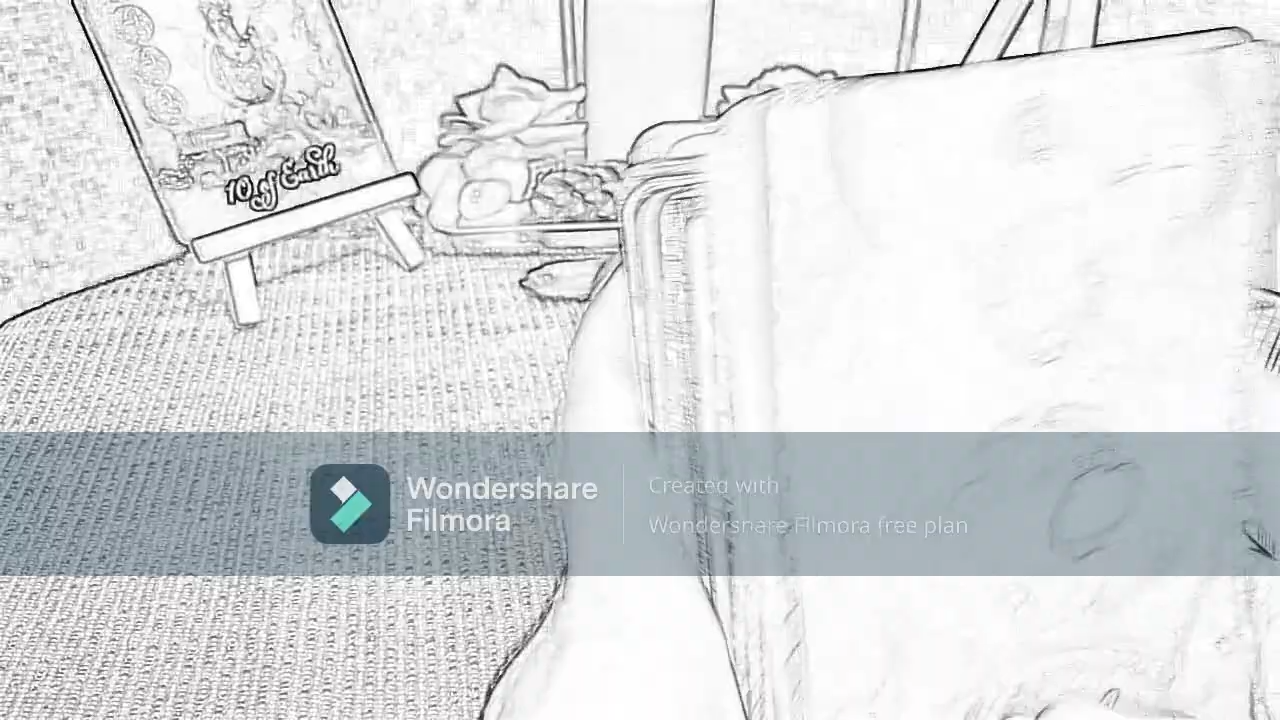 10 of Earth
Wondershare
Filmora
Created with
Wondershare Filmora free plan